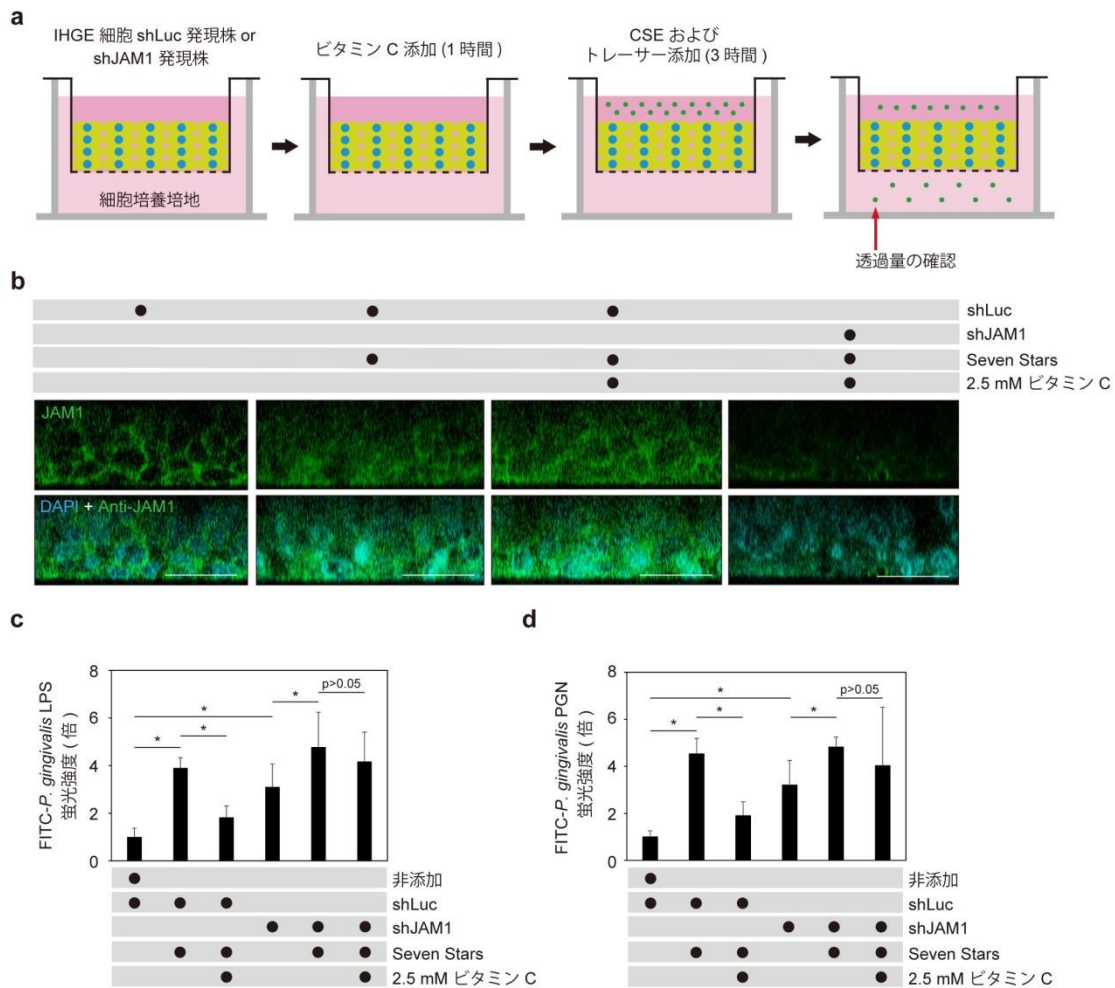 a
IHGE 細胞 shLuc 発現株 or
shJAM1 発現株
ビタミン C 添加 (1 時間 )
CSE および
トレーサー添加 (3 時間 )
細胞培養培地
透過量の確認
b
shLuc
shJAM1
Seven Stars
2.5 mM ビタミン C
JAM1
DAPI + Anti-JAM1
c
FITC-P. gingivalis LPS
蛍光強度 ( 倍 )
8
6
4
2
0
*
*
*
*
p>0.05
非添加
shLuc
shJAM1
Seven Stars
2.5 mM ビタミン C
d
FITC-P. gingivalis PGN
蛍光強度 ( 倍 )
8
6
4
2
0
*
*
*
*
p>0.05
非添加
shLuc
shJAM1
Seven Stars
2.5 mM ビタミン C